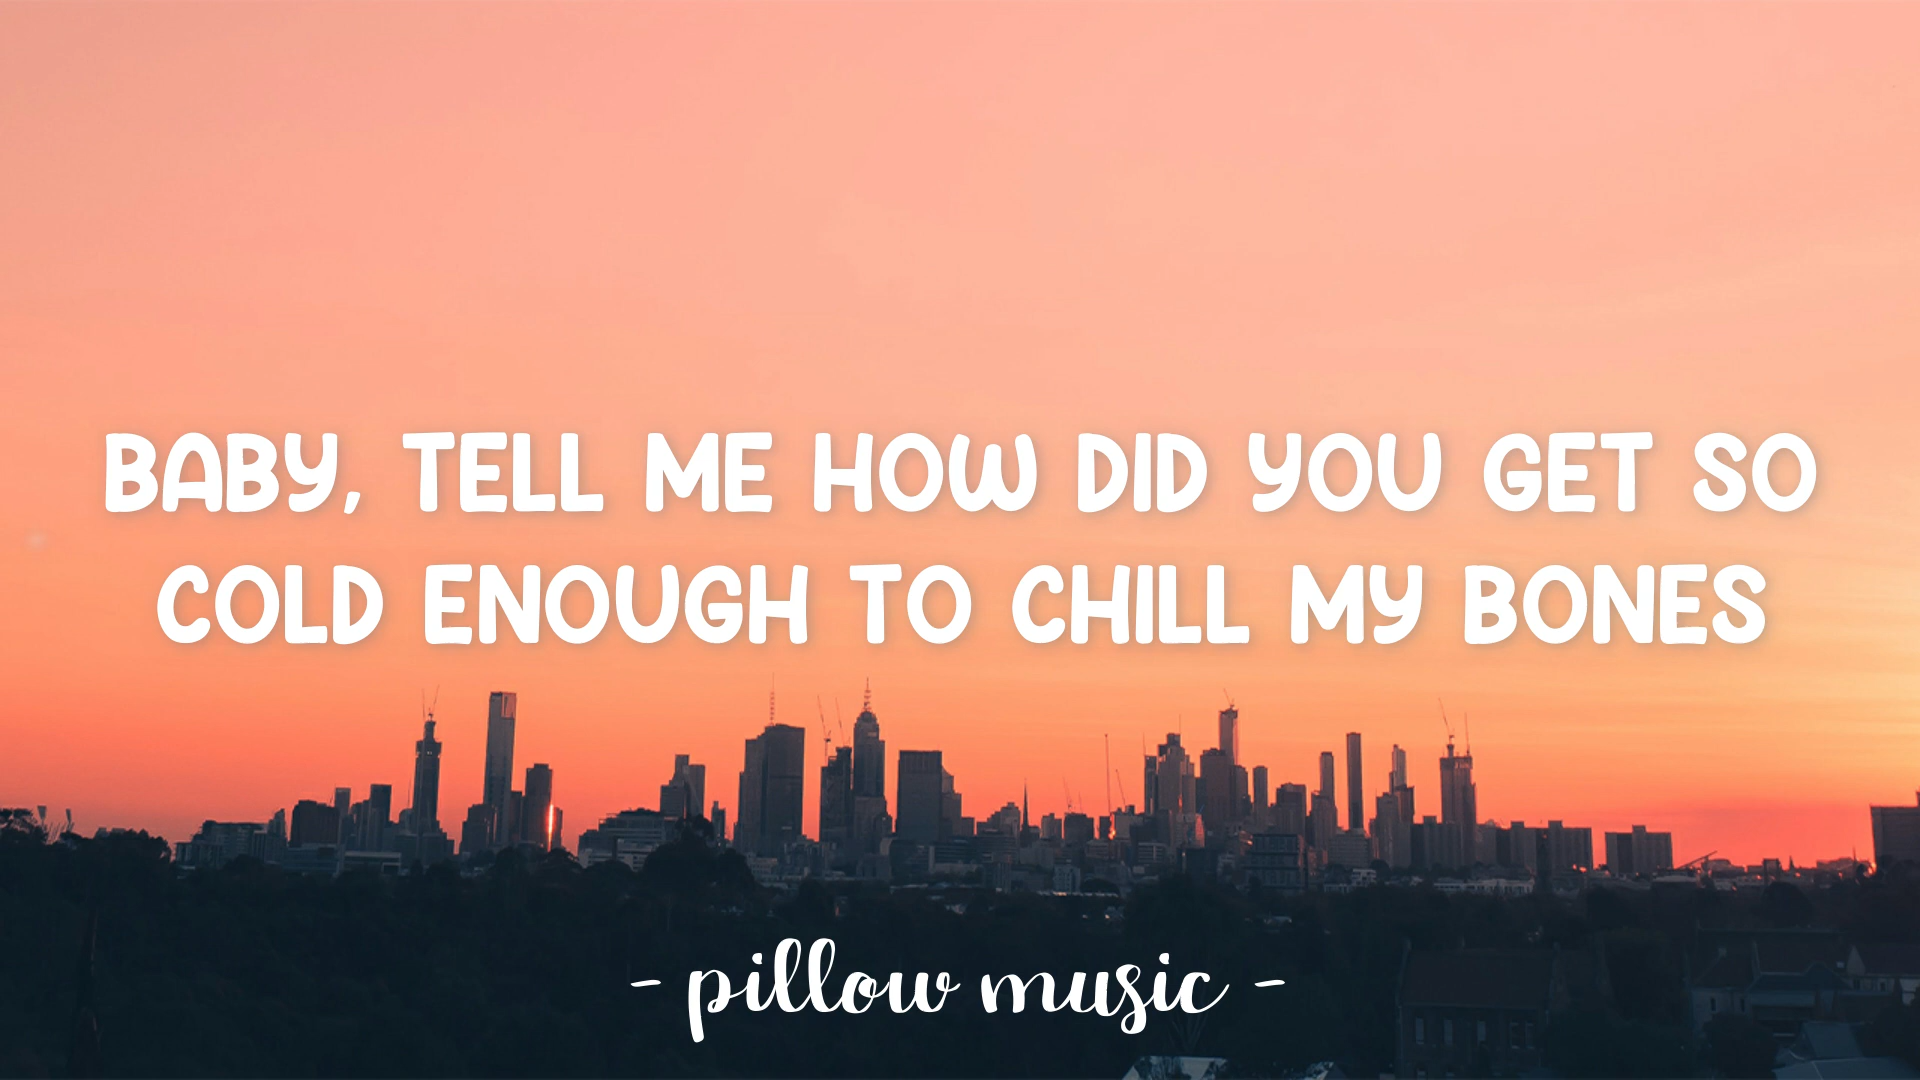 BABY, TELL ME HOW DID YOU GET SO
COLD ENOUGH TO CHILL MY BONES
- pillow music -